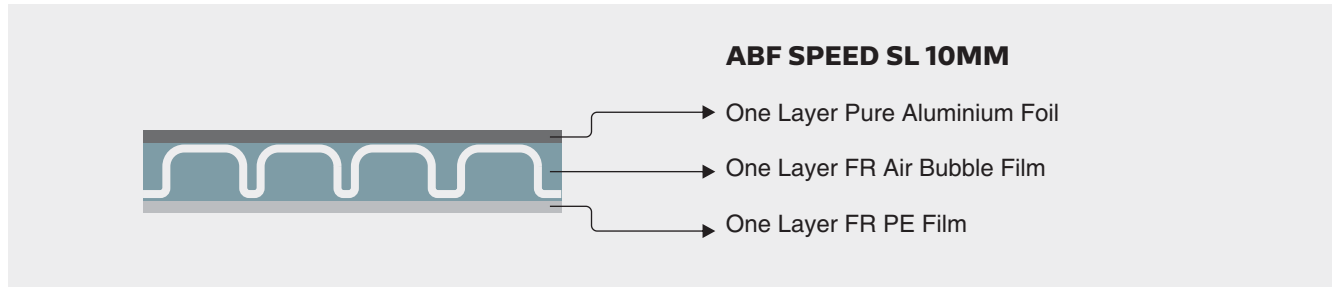 ABF SPEED SL 10MM
One Layer Pure Aluminium Foil
One Layer FR Air Bubble Film
One Layer FR PE Film